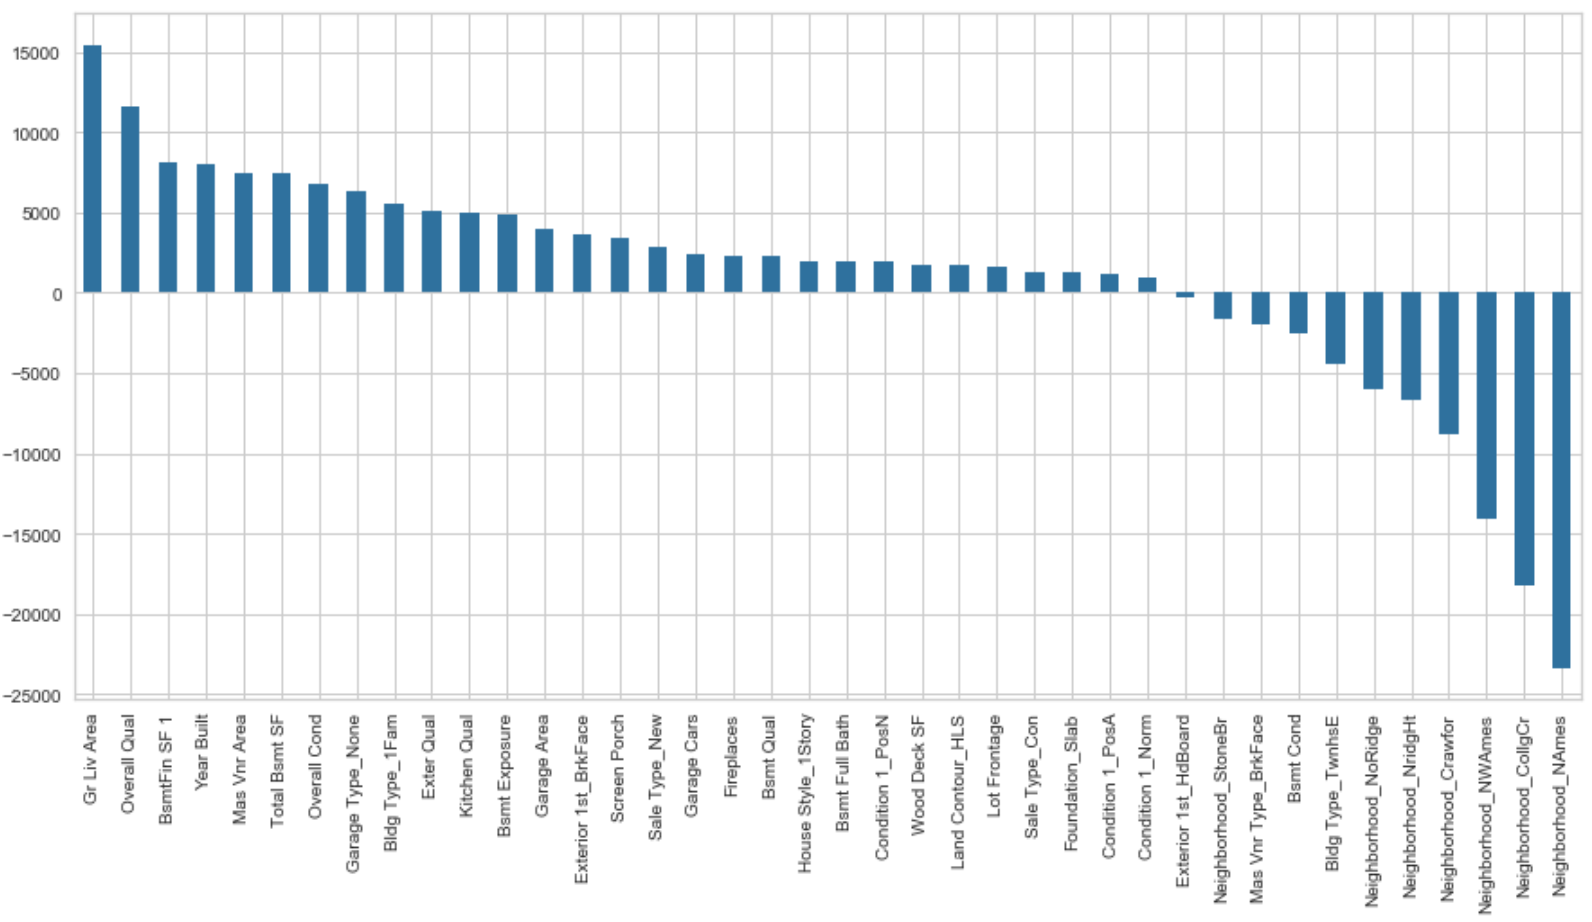 15000
10000
5000
0
−5000
−10000
−15000
−20000
−25000
Gr Liv Area
Overall Qual
BsmtFin SF 1
Year Built
Mas Vnr Area
Total Bsmt SF
Overall Cond
Garage Type_None
Bldg Type_1Fam
Exter Qual
Kitchen Qual
Bsmt Exposure
Garage Area
Exterior 1st_BrkFace
Screen Porch
Sale Type_New
Garage Cars
Fireplaces
Bsmt Qual
House Style_1Story
Bsmt Full Bath
Condition 1_PosN
Wood Deck SF
Land Contour_HLS
Lot Frontage
Sale Type_Con
Foundation_Slab
Condition 1_PosA
Condition 1_Norm
Exterior 1st_HdBoard
Neighborhood_StoneBr
Mas Vnr Type_BrkFace
Bsmt Cond
Bldg Type_TwnhsE
Neighborhood_NoRidge
Neighborhood_NridgHt
Neighborhood_Crawfor
Neighborhood_NWAmes
Neighborhood_CollgCr
Neighborhood_NAmes